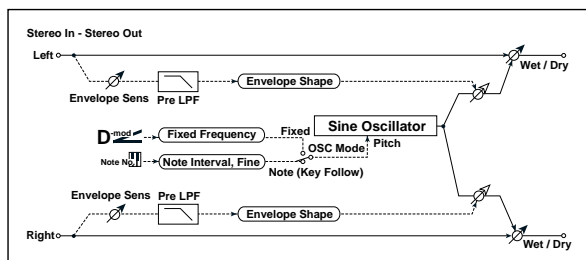 Stereo In - Stereo Out
Left
Wet / Dry
Envelope Sens
Pre LPF
Envelope Shape
D-mod
Fixed Frequency
Fixed
Sine Oscillator
OSC Mode
Pitch
Note No.
Note Interval, Fine
Note (Key Follow)
Envelope Sens
Pre LPF
Envelope Shape
Right
Wet / Dry